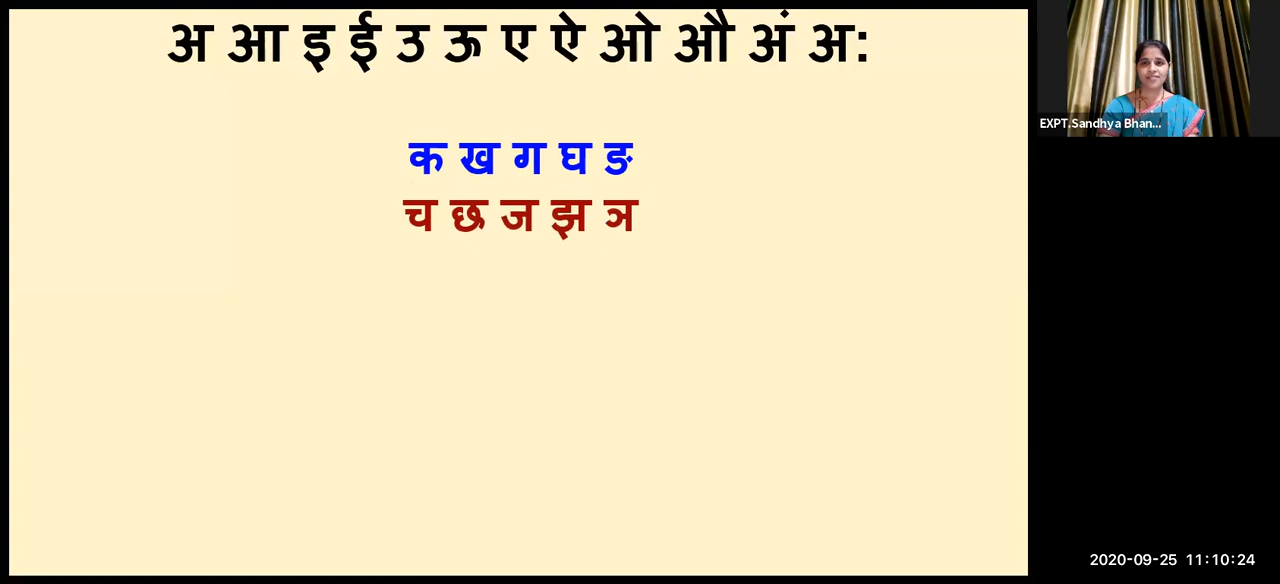 अ आ इ ई उ ऊ ए ऐ ओ औ अं अ:
क ख ग घ ङ
च छ ज झ ञ
EXPT.Sandhya Bhan...
2020-09-25 11:10:24